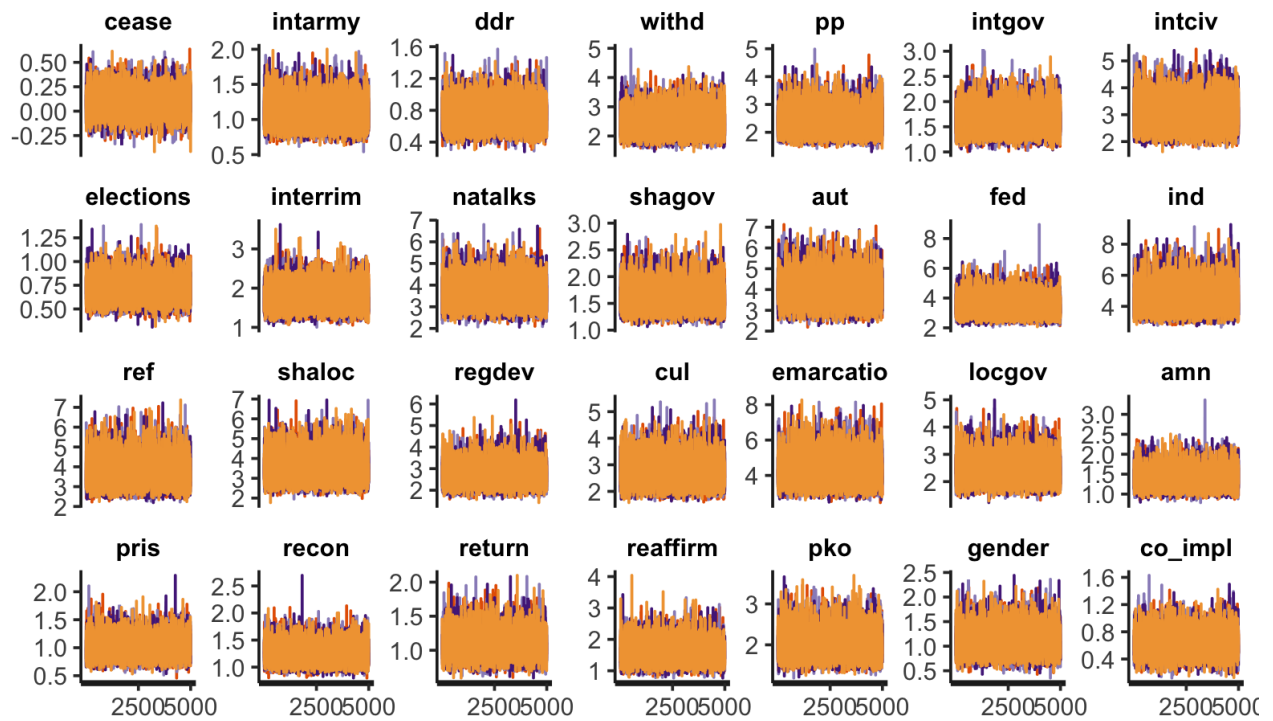 cease intarmy ddr withd pp intgov intciv
0.50 2.0 1.6 5 5 3.0 5
0.25 1.5 1.2 4 4 2.5 4
0.00 1.0 0.8 3 3 2.0 3
-0.25 0.5 0.4 2 2 1.5 2
1.0
elections interrim natalks shagov aut fed ind
1.25 3 7 3.0 7 8 8
1.00 2 6 2.5 6 6 6
0.75 1 5 2.0 5 4 4
0.50 4 1.5 4 2
3 1.0 3
2 2
ref shaloc regdev cul emarcatio locgov amn
7 7 6 5 8 5 3.0
6 6 5 4 6 4 2.5
5 5 4 3 4 3 2.0
4 4 3 2 2 1.5
3 3 2 1.0
2 2
pris recon return reaffirm pko gender co_impl
2.0 2.5 2.0 4 3 2.5 1.6
1.5 2.0 1.5 3 2 2.0 1.2
1.0 1.5 1.0 2 1.5 0.8
0.5 1.0 1 1.0 0.4
0.5
25005000 25005000 25005000 25005000 25005000 25005000 25005000